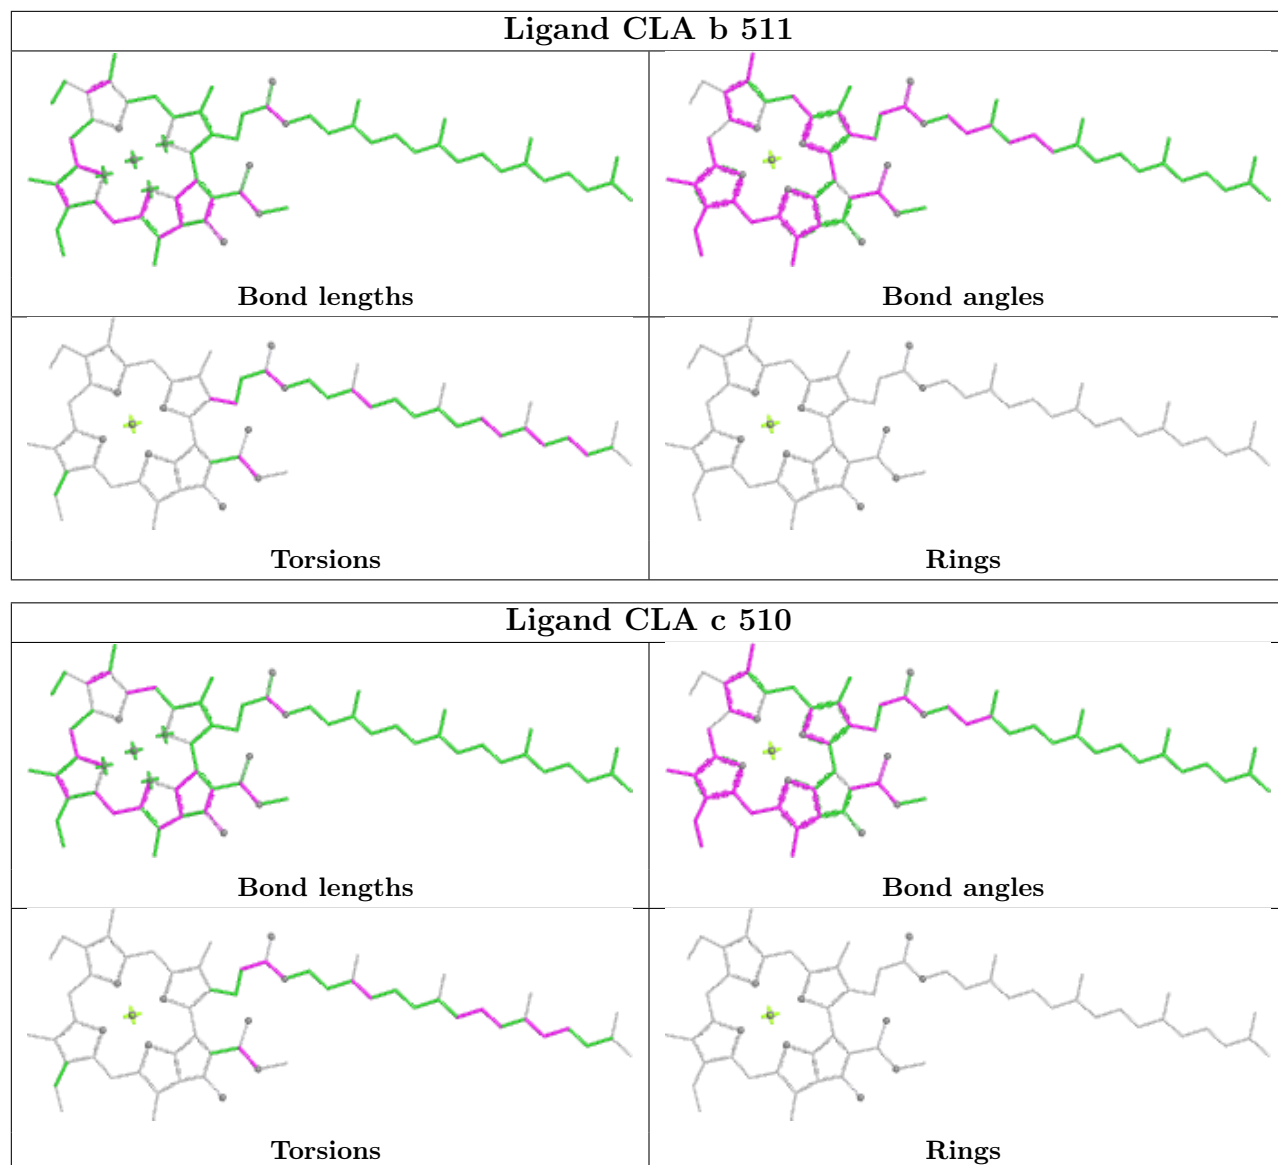 Ligand CLA b 511
Bond lengths
Bond angles
Torsions
Rings
Ligand CLA c 510
Bond lengths
Bond angles
Torsions
Rings